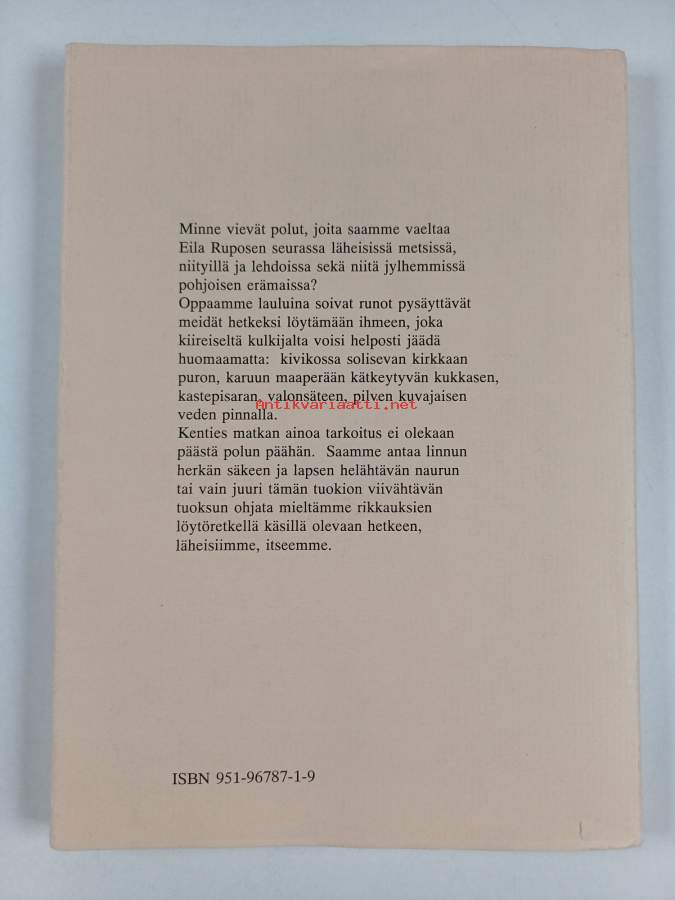 Minne vievät polut, joita saamme vaeltaa
Eila Ruposen seurassa läheisissä metsissä,
niityillä ja lehdoissa sekä niitä jylhemmissä
pohjoisen erämaissa?
Oppaamme lauluina soivat runot pysäyttävät
meidät hetkeksi löytämään ihmeen, joka
kiireiseltä kulkijalta voisi helposti jäädä
huomaamatta: kivikossa solisevan kirkkaan
puron, karuun maaperään kätkeytyvän kukkasen,
kastepisaran, valonsäteen, pilven kuvajaisen
Antikvariaatti.net
veden pinnalla.
Kenties matkan ainoa tarkoitus ei olekaan
päästä polun päähän. Saamme antaa linnun
herkän säkeen ja lapsen helähtävän naurun
tai vain juuri tämän tuokion viivähtävän
tuoksun ohjata mieltämme rikkauksien
löytöretkellä käsillä olevaan hetkeen,
läheisiimme, itseemme.
ISBN 951-96787-1-9